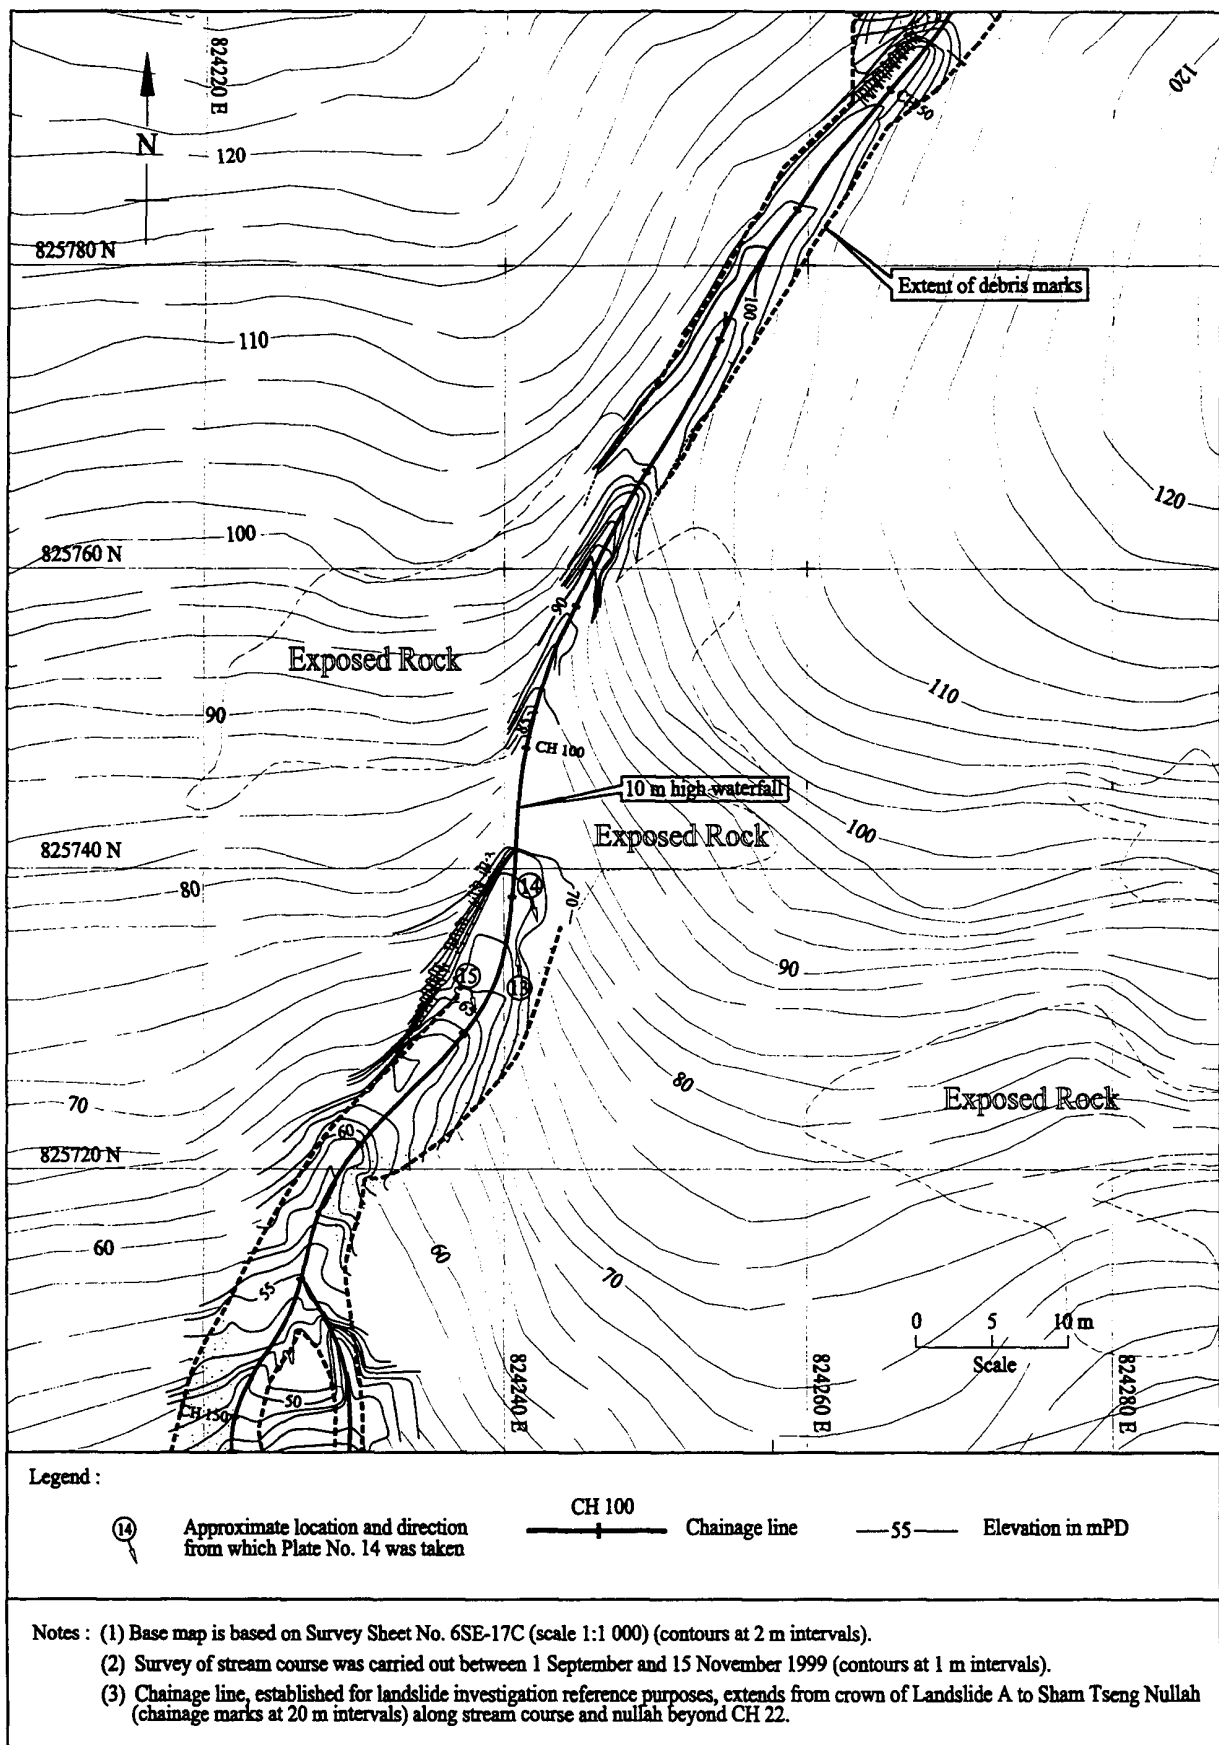 824220 E
120
N
120
CH 50
825780 N
Extent of debris marks
100
110
120
100
825760 N
90
Exposed Rock
110
90
85
CH 100
10 m high waterfall
Exposed Rock
100
825740 N
80
14
70
90
15
13
65
80
Exposed Rock
70
60
825720 N
60
60
70
55
0 5 10 m
Scale
50
CH 150
824240 E
824260 E
824280 E
Legend :
14
Approximate location and direction
from which Plate No. 14 was taken
CH 100
Chainage line
55
Elevation in mPD
Notes : (1) Base map is based on Survey Sheet No. 6SE-17C (scale 1:1 000) (contours at 2 m intervals).
(2) Survey of stream course was carried out between 1 September and 15 November 1999 (contours at 1 m intervals).
(3) Chainage line, established for landslide investigation reference purposes, extends from crown of Landslide A to Sham Tseng Nullah
(chainage marks at 20 m intervals) along stream course and nullah beyond CH 22.